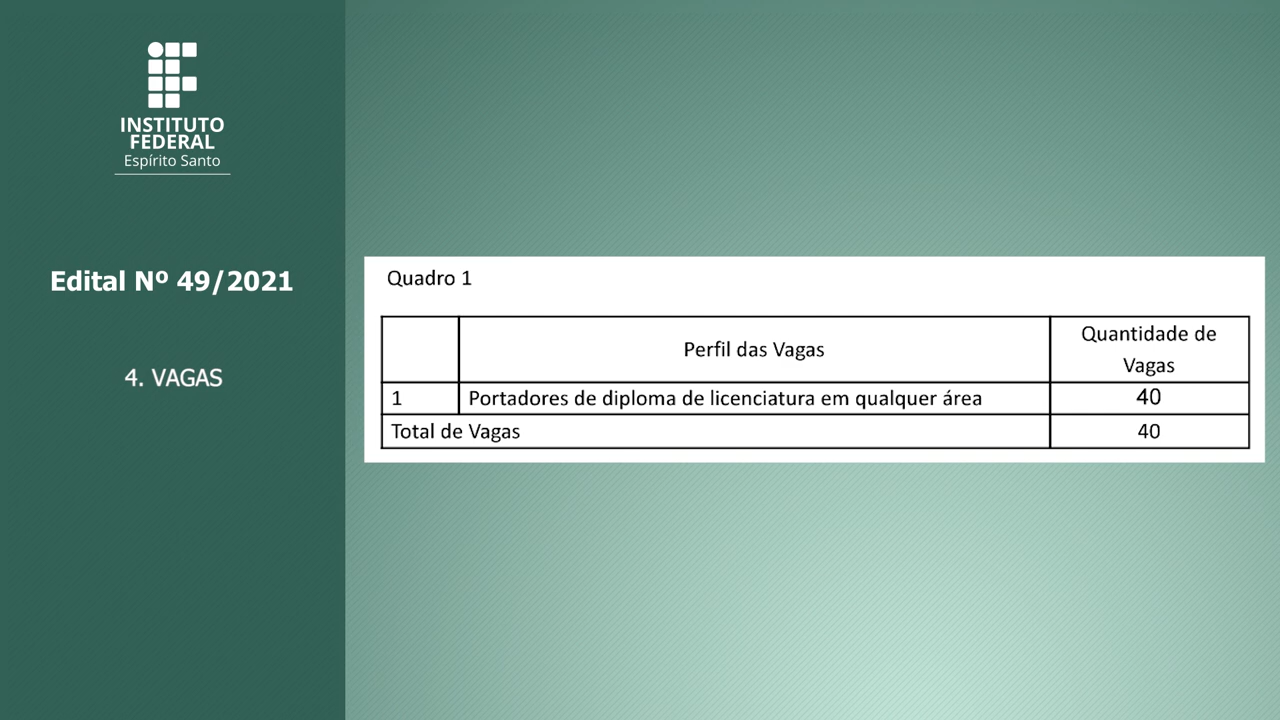 INSTITUTO
FEDERAL
Espírito Santo
Edital Nº 49/2021
4. VAGAS
Quadro 1
Perfil das Vagas
Quantidade de
Vagas
1 Portadores de diploma de licenciatura em qualquer área 40
Total de Vagas 40